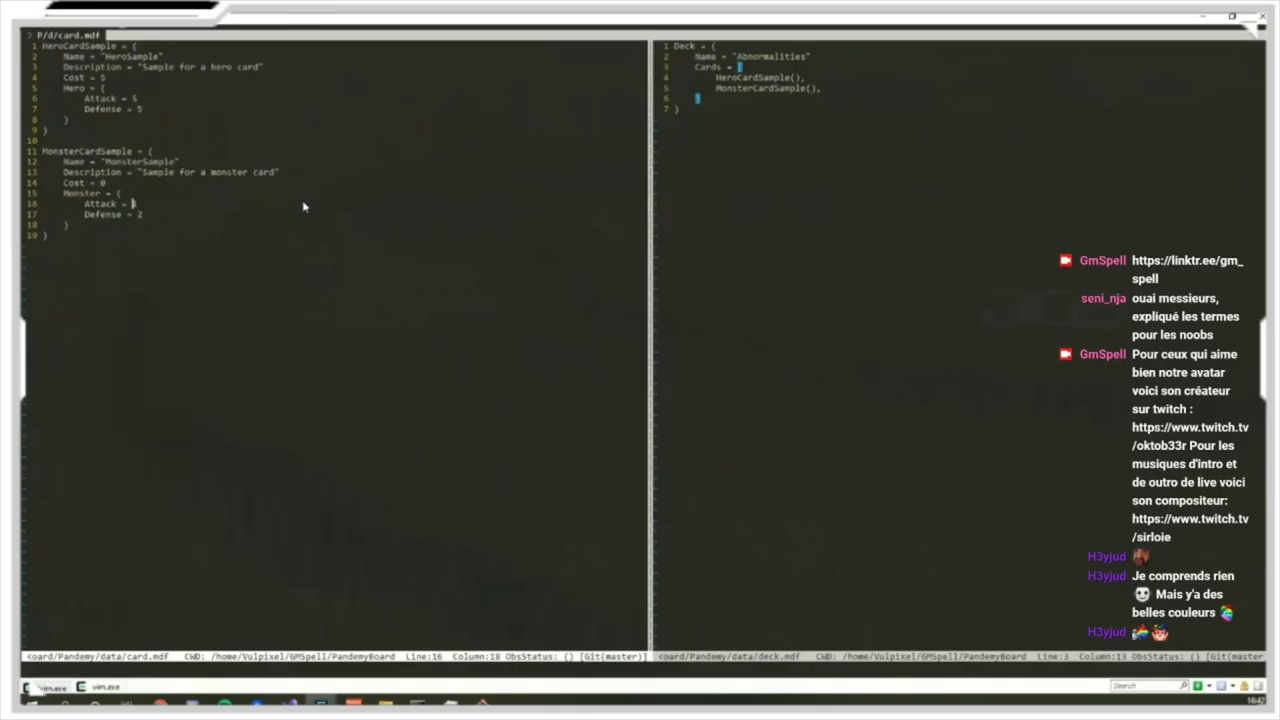 P/d/card.mdf
1 HeroCardSample = {
2 Name = "HeroSample"
3 Description = "Sample for a hero card"
4 Cost = 5
5 Hero = {
6 Attack = 5
7 Defense = 5
8 }
9 }
10
11 MonsterCardSample = {
12 Name = "MonsterSample"
13 Description = "Sample for a monster card"
14 Cost = 0
15 Monster = {
16 Attack =
17 Defense = 2
18 }
19 }
1 Deck = {
2 Name = "Abnormalities"
3 Cards = [
4 HeroCardSample(),
5 MonsterCardSample(),
6 ]
7 }
GmSpell https://linktr.ee/gm_
spell
seni_nja ouai messieurs,
expliqué les termes
pour les noobs
GmSpell Pour ceux qui aime
bien notre avatar
voici son créateur
sur twitch :
https://www.twitch.tv
/oktob33r Pour les
musiques d'intro et
de outro de live voici
son compositeur:
https://www.twitch.tv
/sirloie
H3yjud
H3yjud Je comprends rien
Mais y'a des
belles couleurs
H3yjud
<oard/Pandemy/data/card.mdf CWD: /home/Vulpixel/GMSpell/PandemyBoard Line:16 Column:18 ObsStatus: {} [Git(master)]
<oard/Pandemy/data/deck.mdf CWD: /home/Vulpixel/GMSpell/PandemyBoard Line:3 Column:13 ObsStatus: {} [Git(master
vim.exe vim.exe
Search
16:42